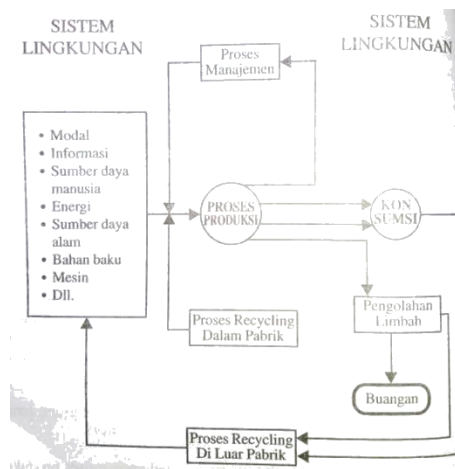 SISTEM
LINGKUNGAN
SISTEM
LINGKUNGAN
Proses
Manajemen
• Modal
• Informasi
• Sumber daya
manusia
• Energi
• Sumber daya
alam
• Bahan baku
• Mesin
• Dll.
PROSES
PRODUKSI
KON
SUMSI
Proses Recycling
Dalam Pabrik
Pengolahan
Limbah
Buangan
Proses Recycling
Di Luar Pabrik